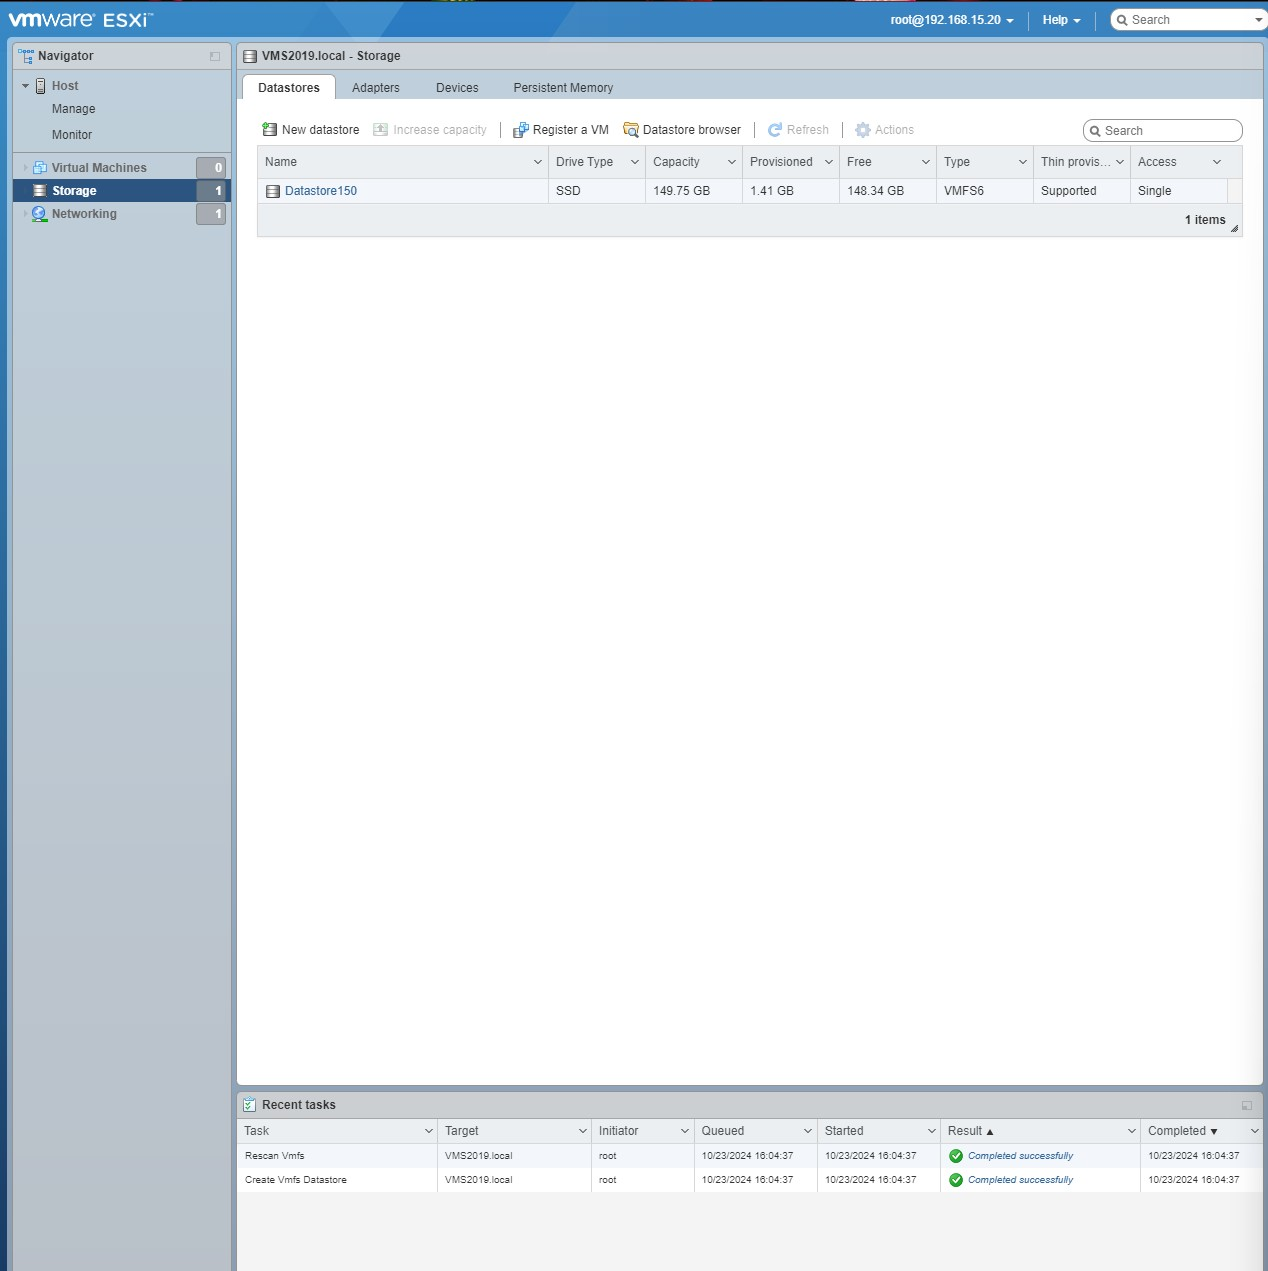 vmware ESXi™
root@192.168.15.20
Help
Search
Navigator
Host
Manage
Monitor
Virtual Machines 0
Storage 1
Networking 1
VMS2019.local - Storage
Datastores Adapters Devices Persistent Memory
New datastore Increase capacity Register a VM Datastore browser Refresh Actions Search
Name Drive Type Capacity Provisioned Free Type Thin provis... Access
Datastore150 SSD 149.75 GB 1.41 GB 148.34 GB VMFS6 Supported Single
1 items
Recent tasks
Task Target Initiator Queued Started Result ▲ Completed ▼
Rescan Vmfs VMS2019.local root 10/23/2024 16:04:37 10/23/2024 16:04:37 Completed successfully 10/23/2024 16:04:37
Create Vmfs Datastore VMS2019.local root 10/23/2024 16:04:37 10/23/2024 16:04:37 Completed successfully 10/23/2024 16:04:37